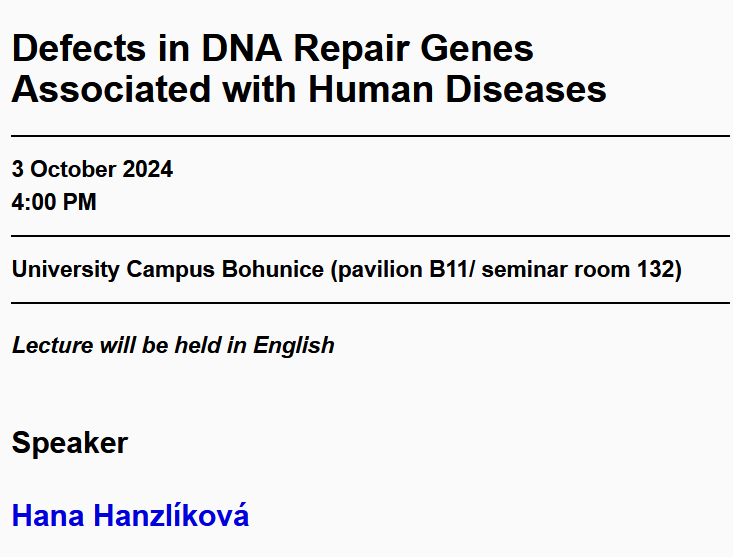 Defects in DNA Repair Genes
Associated with Human Diseases
3 October 2024
4:00 PM
University Campus Bohunice (pavilion B11/ seminar room 132)
Lecture will be held in English
Speaker
Hana Hanzlíková